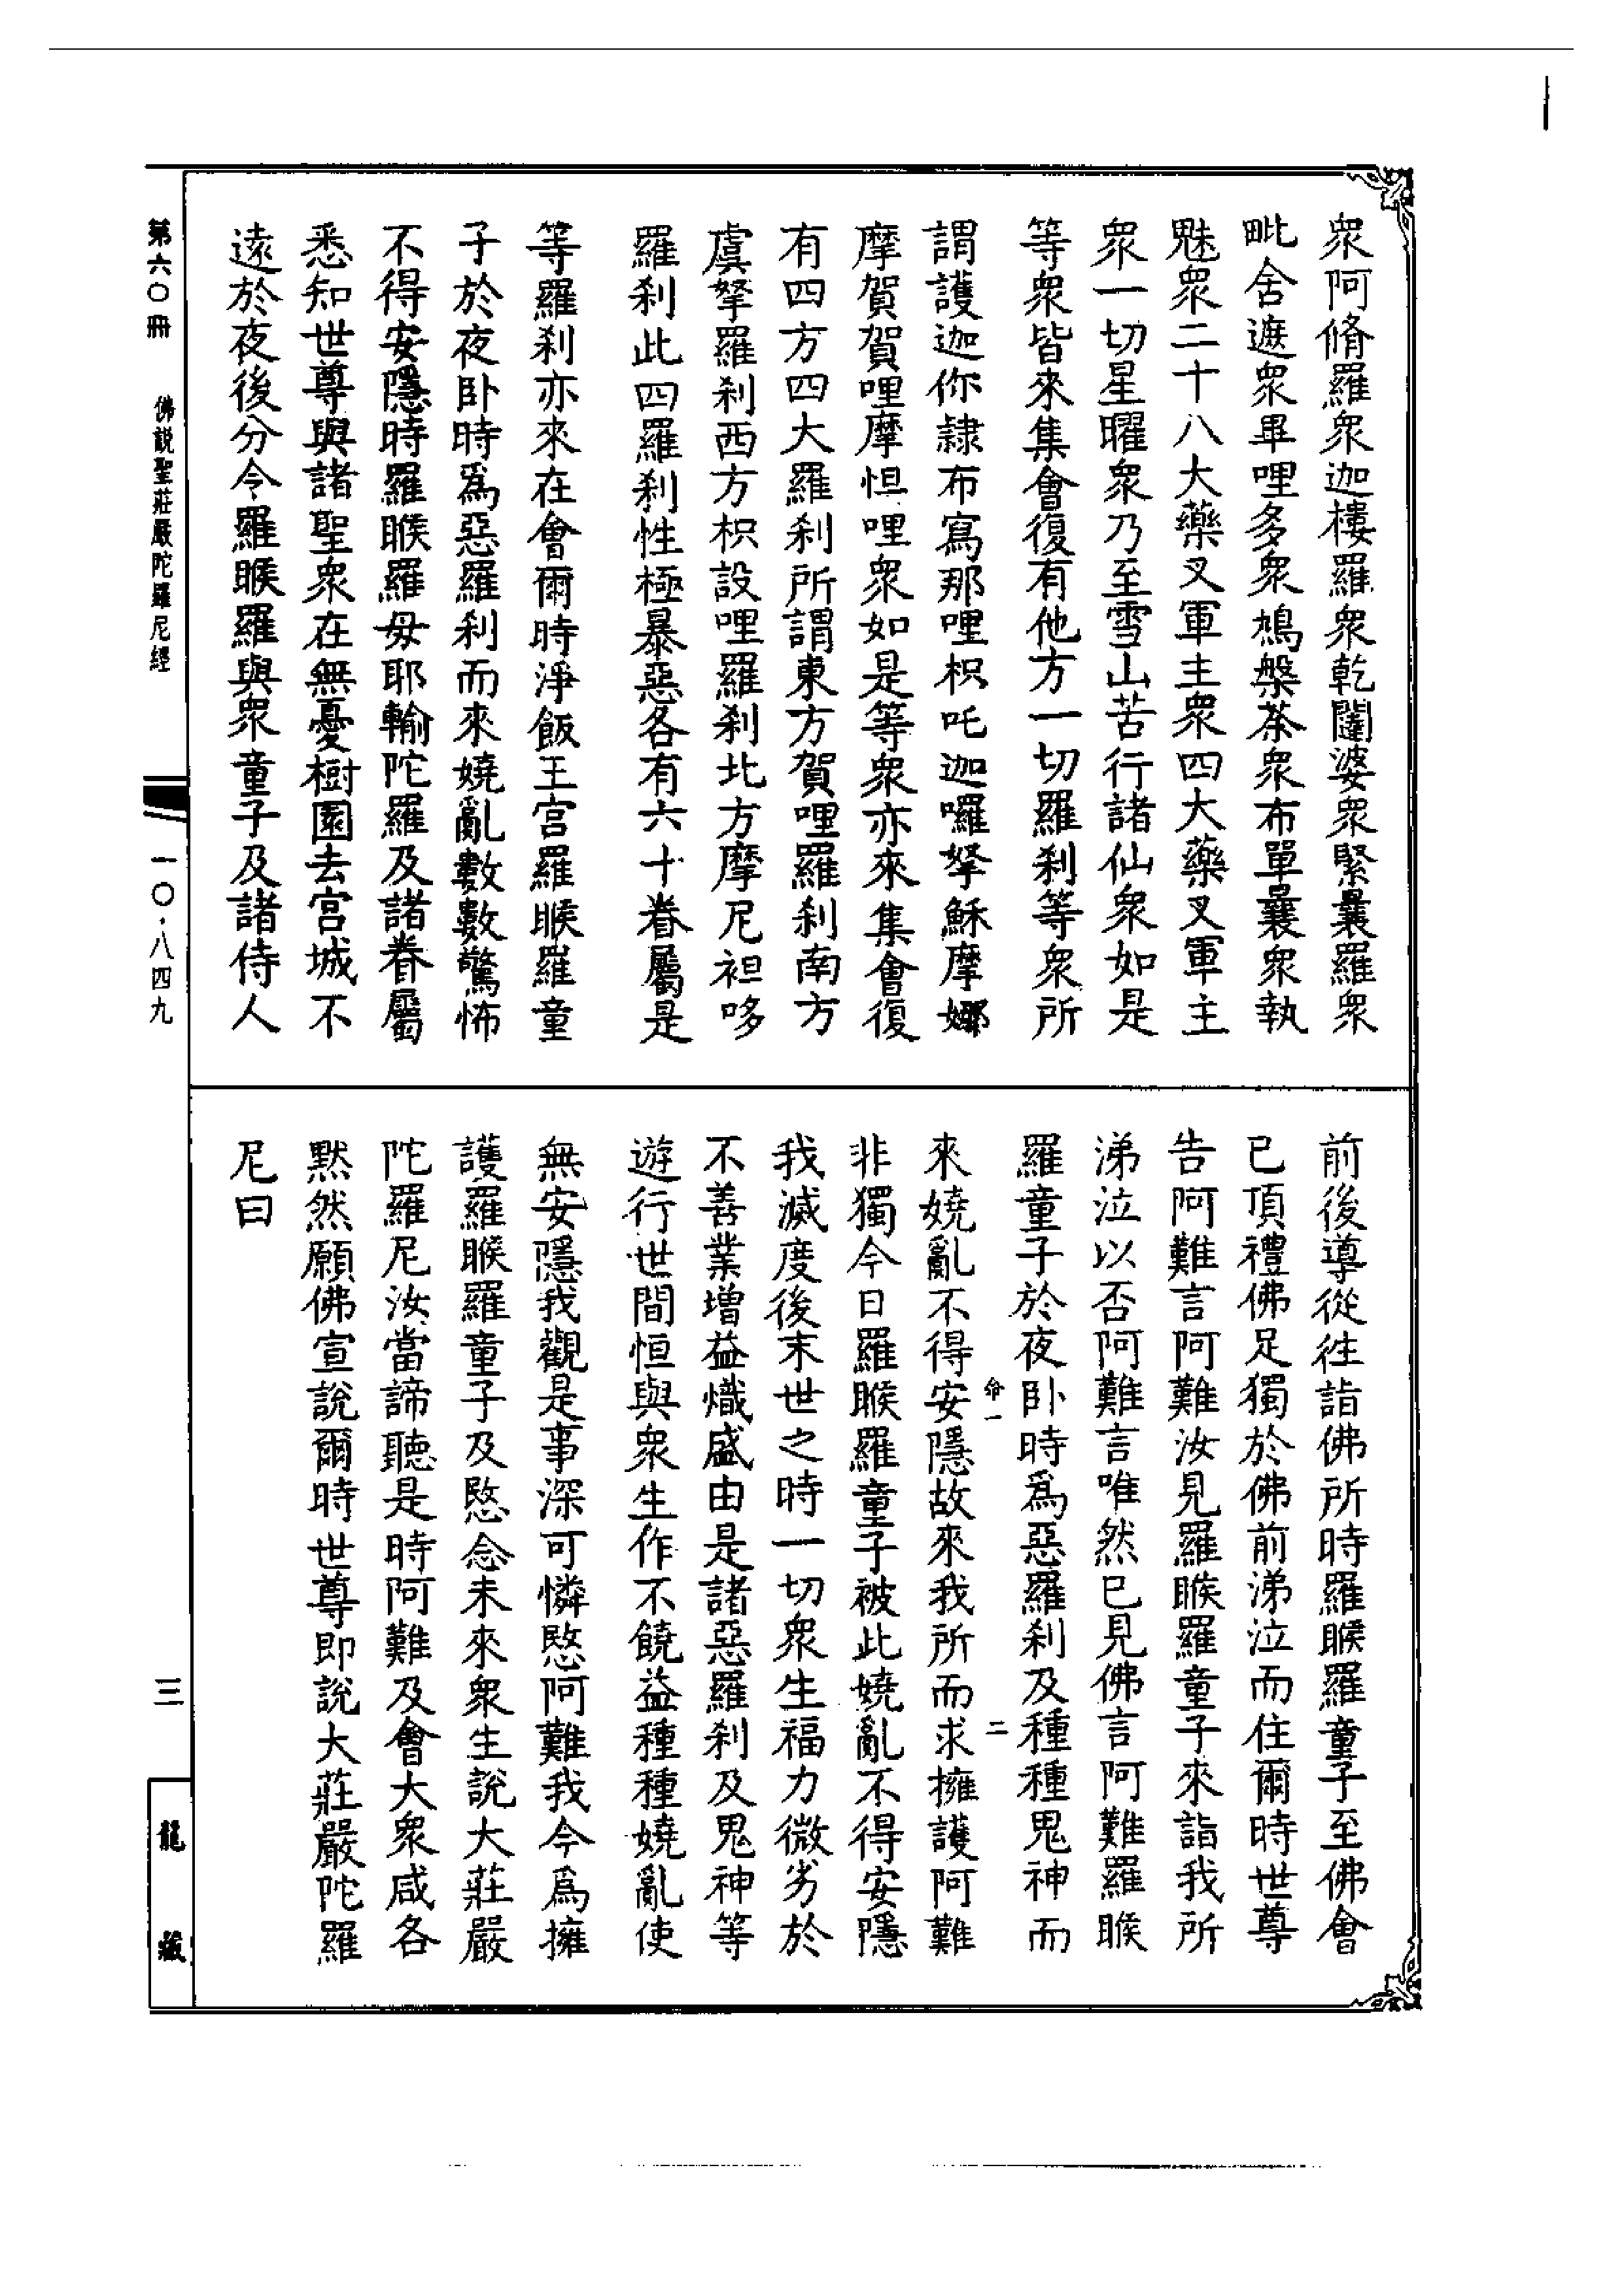 衆阿脩羅衆迦樓羅衆乾闥婆衆緊曩羅衆
毗舍遮衆畢哩多衆鳩槃茶衆布單曩衆執
魅衆二十八大藥叉軍主衆四大藥叉軍主
衆一切星曜衆乃至雪山苦行諸仙衆如是
等衆皆來集會復有他方一切羅刹等衆所
謂護迦你隷布寫那哩枳吒迦囉拏穌摩娜
摩賀賀哩摩怛哩衆如是等衆亦來集會復
有四方四大羅刹所謂東方賀哩羅刹南方
虞拏羅刹西方枳設哩羅刹北方摩尼袒哆
羅刹此四羅刹性極暴惡各有六十眷屬是
等羅刹亦來在會爾時淨飯王宮羅睺羅童
子於夜卧時爲惡羅刹而來嬈亂數數驚怖
不得安隱時羅睺羅母耶輸陀羅及諸眷屬
悉知世尊與諸聖衆在無憂樹園去宮城不
遠於夜後分令羅睺羅與衆童子及諸侍人
前後導從徃詣佛所時羅睺羅童子至佛會
已頂禮佛足獨於佛前涕泣而住爾時世尊
告阿難言阿難汝見羅睺羅童子來詣我所
涕泣以否阿難言唯然已見佛言阿難羅睺
羅童子於夜卧時爲惡羅刹及種種鬼神而
命一 二
來嬈亂不得安隱故來我所而求擁護阿難
非獨今日羅睺羅童子被此嬈亂不得安隱
我滅度後末世之時一切衆生福力微劣於
不善業增益熾盛由是諸惡羅刹及鬼神等
遊行世間恒與衆生作不饒益種種嬈亂使
無安隱我觀是事深可憐愍阿難我今爲擁
護羅睺羅童子及愍念未來衆生說大莊嚴
陀羅尼汝當諦聽是時阿難及會大衆咸各
默然願佛宣說爾時世尊即說大莊嚴陀羅
尼曰
第六〇冊 佛説聖莊嚴陀羅尼經 一〇·八四九 三 龍藏